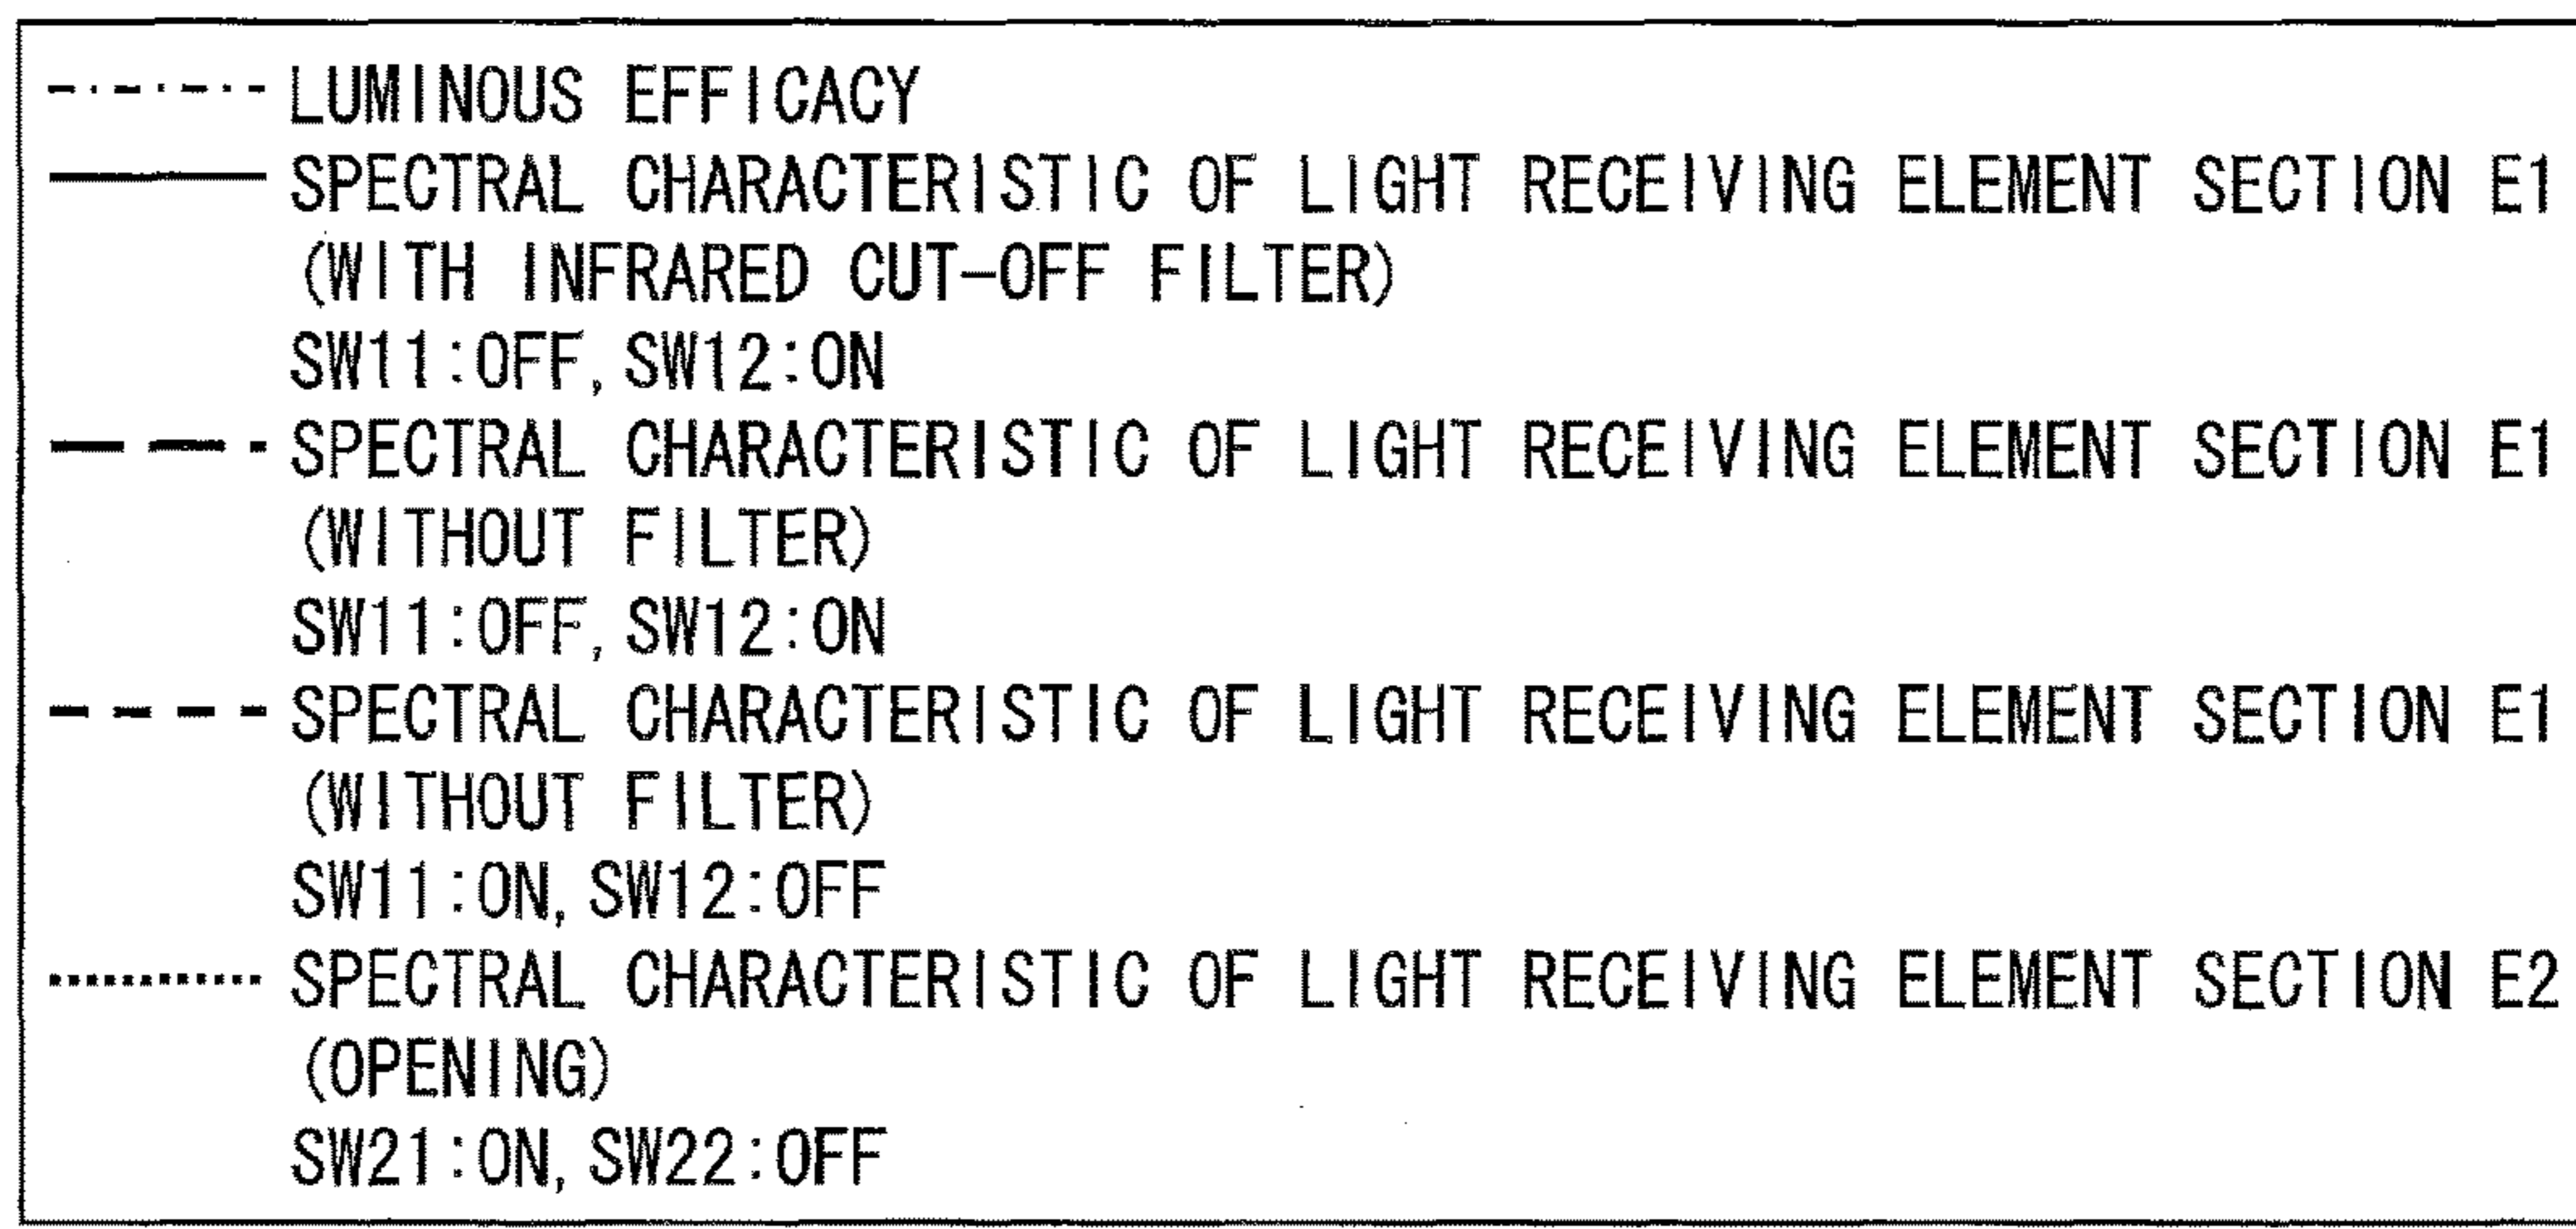 LUMINOUS EFFICACY
SPECTRAL CHARACTERISTIC OF LIGHT RECEIVING ELEMENT SECTION E1
(WITH INFRARED CUT-OFF FILTER)
SW11:OFF, SW12:ON
SPECTRAL CHARACTERISTIC OF LIGHT RECEIVING ELEMENT SECTION E1
(WITHOUT FILTER)
SW11:OFF, SW12:ON
SPECTRAL CHARACTERISTIC OF LIGHT RECEIVING ELEMENT SECTION E1
(WITHOUT FILTER)
SW11:ON, SW12:OFF
SPECTRAL CHARACTERISTIC OF LIGHT RECEIVING ELEMENT SECTION E2
(OPENING)
SW21:ON, SW22:OFF